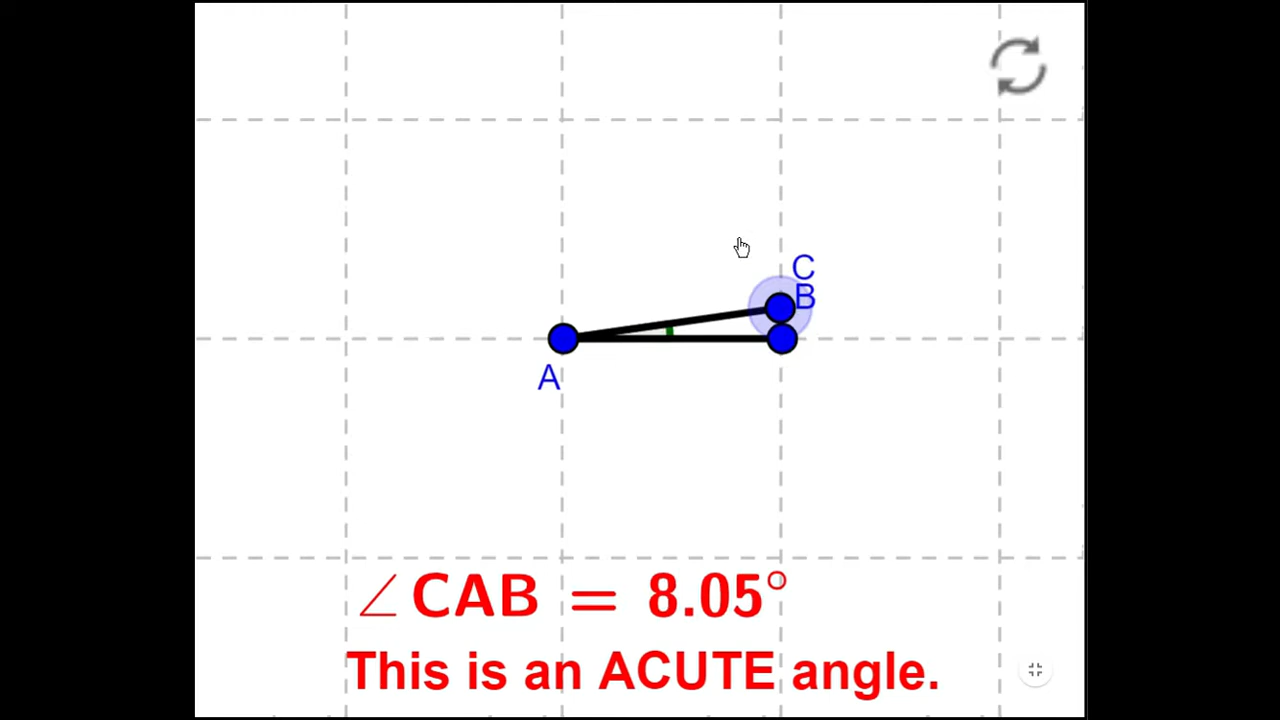 C
B
A
∠CAB = 8.05°
This is an ACUTE angle.